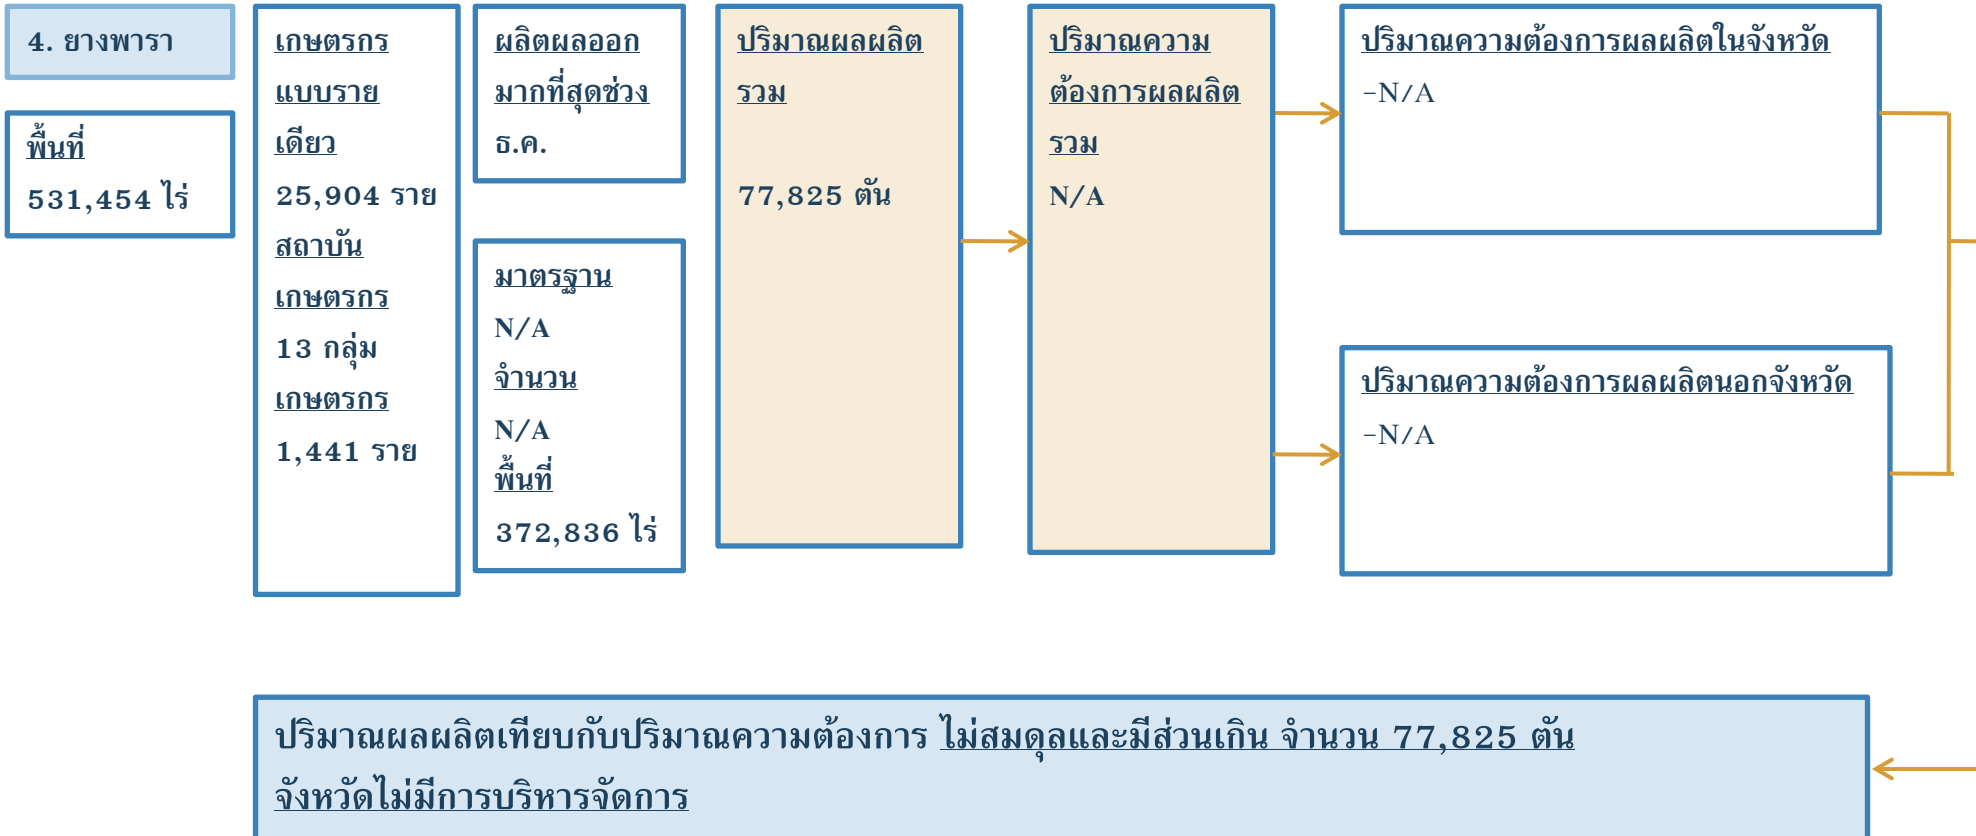 4. ยางพารา
พื้นที่
531,454 ไร่
เกษตรกร
แบบราย
เดียว
25,904 ราย
สถาบัน
เกษตรกร
13 กลุ่ม
เกษตรกร
1,441 ราย
ผลิตผลออก
มากที่สุดช่วง
ธ.ค.
มาตรฐาน
N/A
จำนวน
N/A
พื้นที่
372,836 ไร่
ปริมาณผลผลิต
รวม
77,825 ตัน
ปริมาณความ
ต้องการผลผลิต
รวม
N/A
ปริมาณความต้องการผลผลิตในจังหวัด
-N/A
ปริมาณความต้องการผลผลิตนอกจังหวัด
-N/A
ปริมาณผลผลิตเทียบกับปริมาณความต้องการ ไม่สมดุลและมีส่วนเกิน จำนวน 77,825 ตัน
จังหวัดไม่มีการบริหารจัดการ